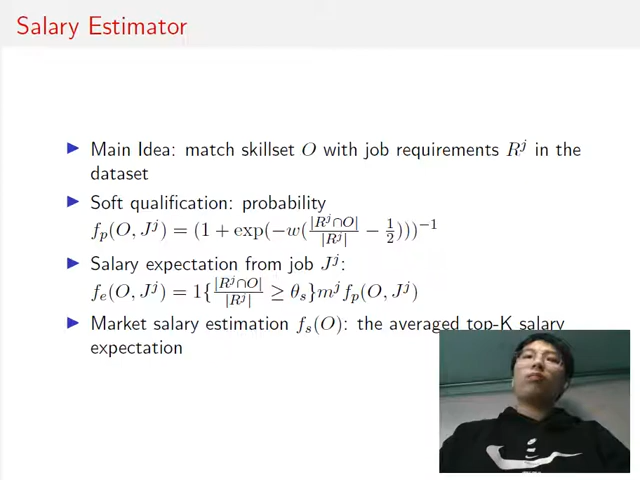 Salary Estimator
▶ Main Idea: match skillset O with job requirements R^j in the
dataset
▶ Soft qualification: probability
f_p(O, J^j) = (1 + exp(−w(|R^j∩O|/|R^j| − 1/2)))^−1
▶ Salary expectation from job J^j:
f_e(O, J^j) = 1{|R^j∩O|/|R^j| ≥ θ_s}m^j f_p(O, J^j)
▶ Market salary estimation f_s(O): the averaged top-K salary
expectation